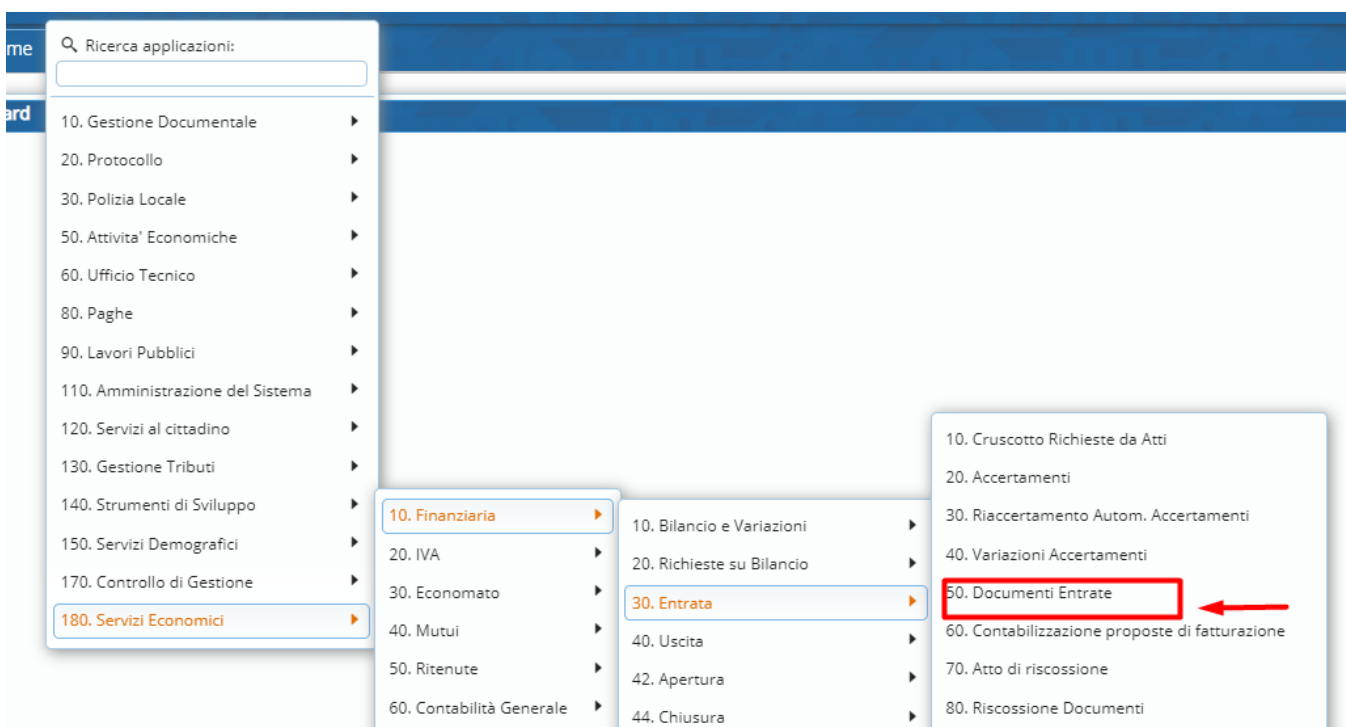 me
Ricerca applicazioni:
ard
10. Gestione Documentale
20. Protocollo
30. Polizia Locale
50. Attivita' Economiche
60. Ufficio Tecnico
80. Paghe
90. Lavori Pubblici
110. Amministrazione del Sistema
120. Servizi al cittadino
130. Gestione Tributi
140. Strumenti di Sviluppo
150. Servizi Demografici
170. Controllo di Gestione
180. Servizi Economici
10. Finanziaria
20. IVA
30. Economato
40. Mutui
50. Ritenute
60. Contabilità Generale
10. Bilancio e Variazioni
20. Richieste su Bilancio
30. Entrata
40. Uscita
42. Apertura
44. Chiusura
10. Cruscotto Richieste da Atti
20. Accertamenti
30. Riaccertamento Autom. Accertamenti
40. Variazioni Accertamenti
50. Documenti Entrate
60. Contabilizzazione proposte di fatturazione
70. Atto di riscossione
80. Riscossione Documenti